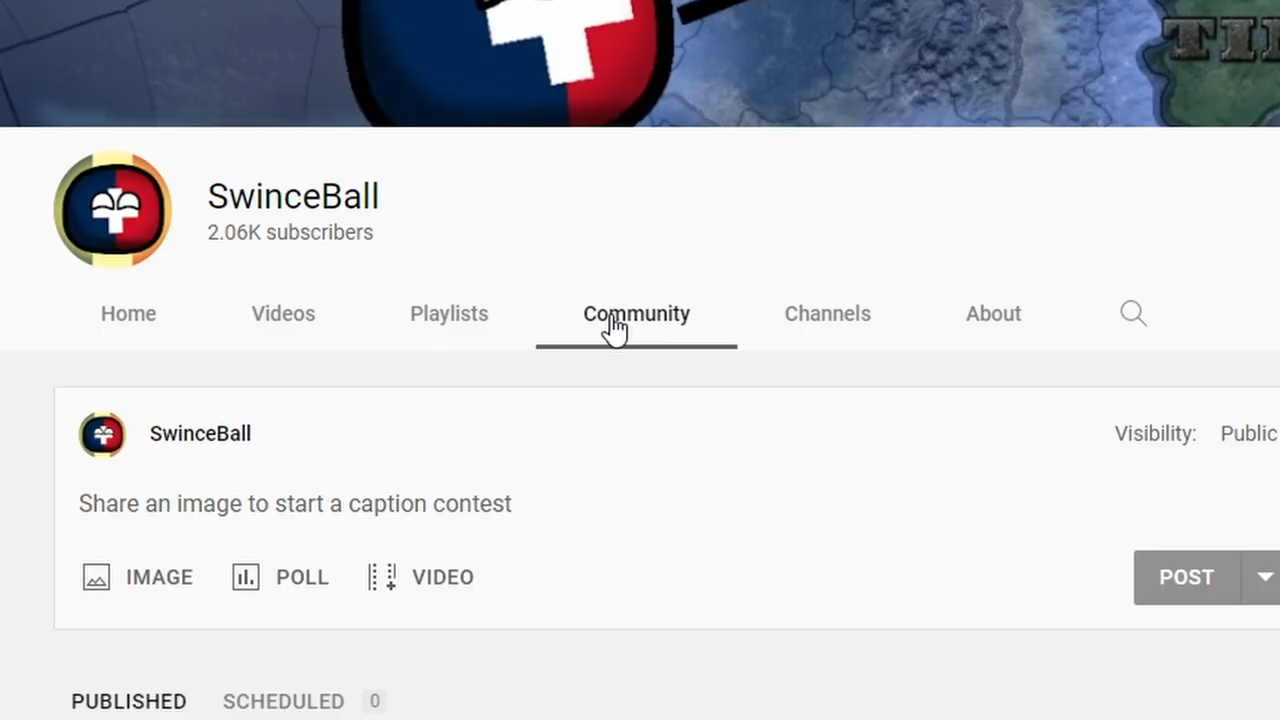 SwinceBall
2.06K subscribers
Home Videos Playlists Community Channels About
SwinceBall Visibility: Public
Share an image to start a caption contest
IMAGE POLL VIDEO POST
PUBLISHED SCHEDULED 0